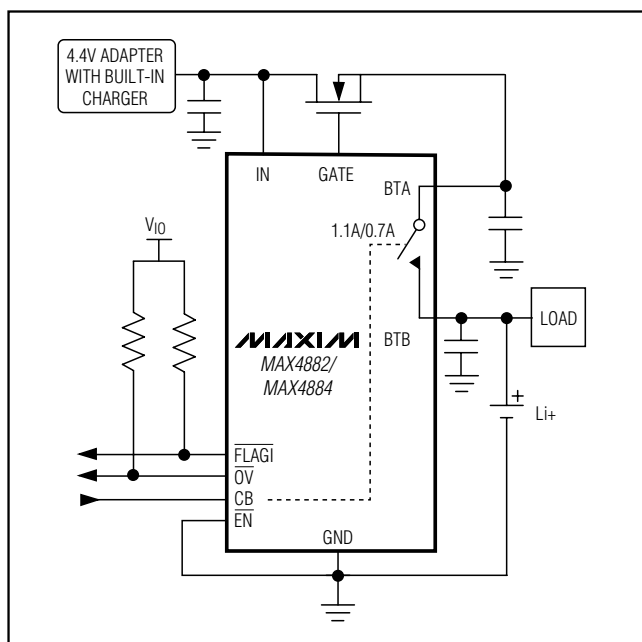 4.4V ADAPTER
WITH BUILT-IN
CHARGER
IN
GATE
BTA
VIO
1.1A/0.7A
LOAD
MAXIM
BTB
MAX4882/
MAX4884
+
Li+
FLAGI
OV
CB
EN
GND